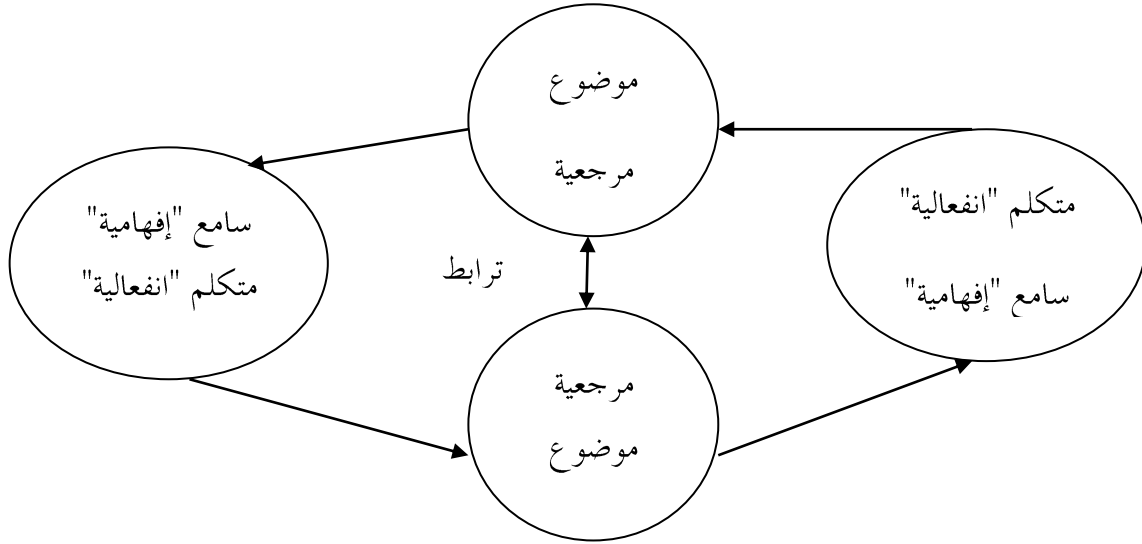 موضوع
مرجعية
متكلم "انفعالية"
سامع "إفهامية"
سامع "إفهامية"
متكلم "انفعالية"
ترابط
مرجعية
موضوع